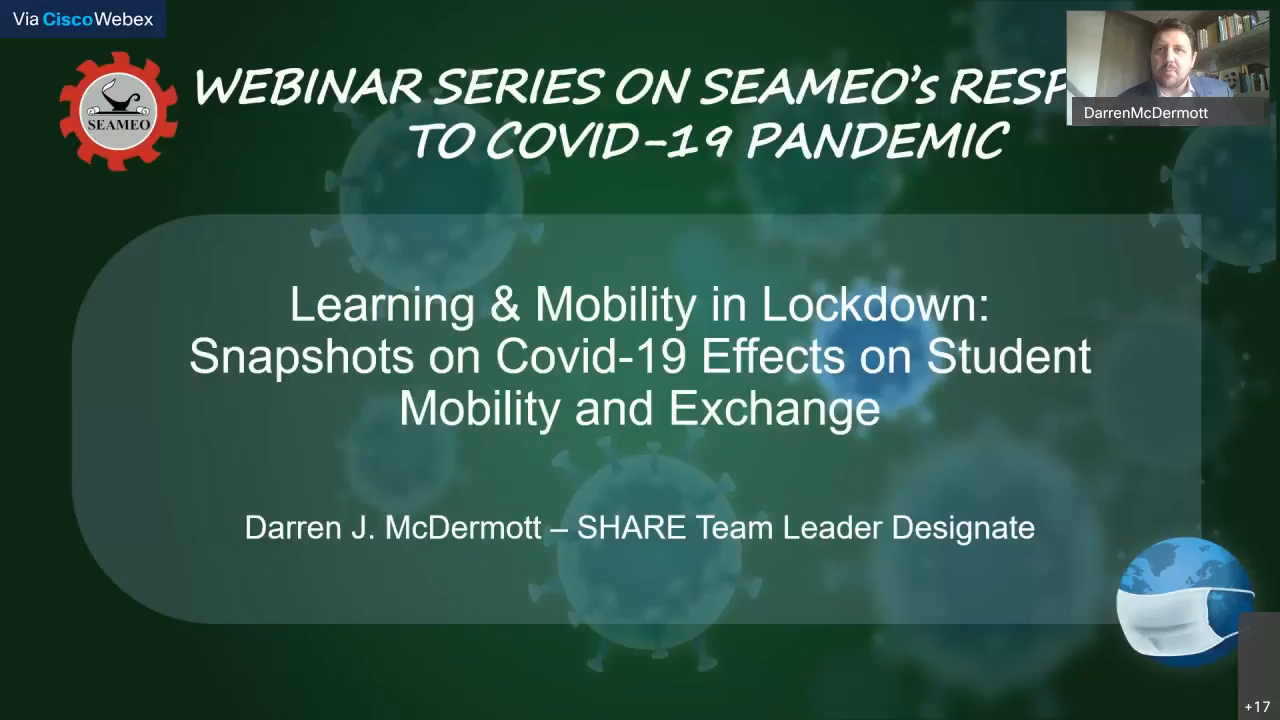 Via CiscoWebex
DarrenMcDermott
SEAMEO
WEBINAR SERIES ON SEAMEO's RESP
TO COVID-19 PANDEMIC
Learning & Mobility in Lockdown:
Snapshots on Covid-19 Effects on Student
Mobility and Exchange
Darren J. McDermott – SHARE Team Leader Designate
+17